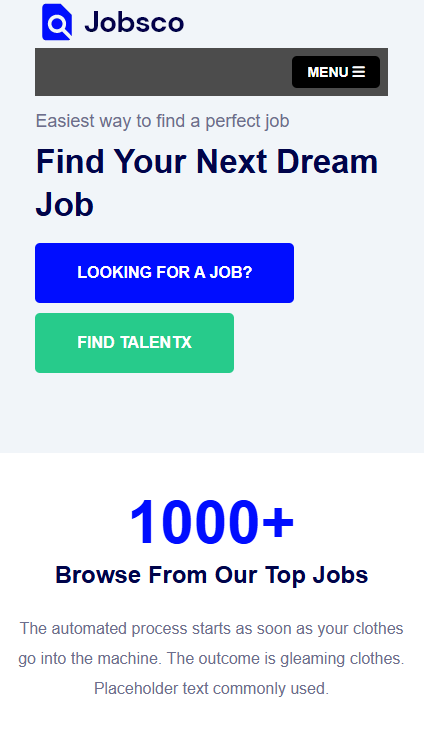 Jobsco
MENU
Easiest way to find a perfect job
Find Your Next Dream
Job
LOOKING FOR A JOB?
FIND TALENTX
1000+
Browse From Our Top Jobs
The automated process starts as soon as your clothes
go into the machine. The outcome is gleaming clothes.
Placeholder text commonly used.